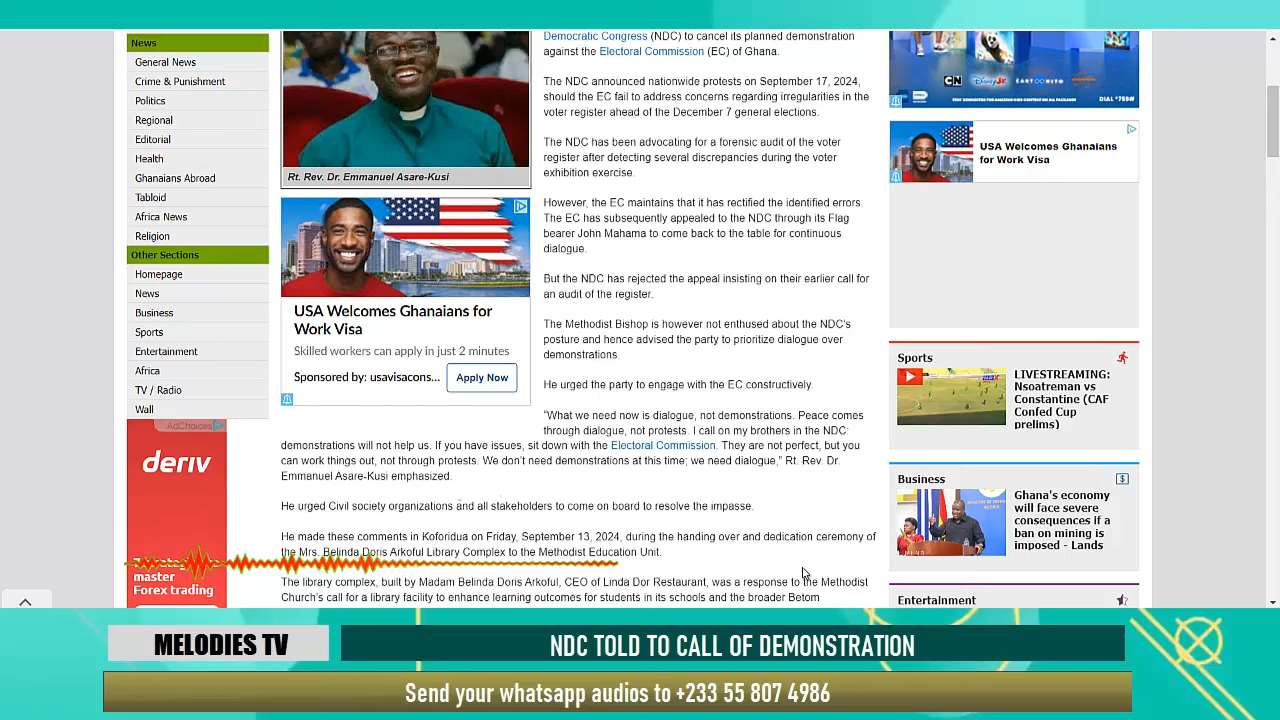 News
General News
Crime & Punishment
Politics
Regional
Editorial
Health
Ghanaians Abroad
Tabloid
Africa News
Religion
Other Sections
Homepage
News
Business
Sports
Entertainment
Africa
TV / Radio
Wall
AdChoices
deriv
master
Forex trading
Rt. Rev. Dr. Emmanuel Asare-Kusi
USA Welcomes Ghanaians for
Work Visa
Skilled workers can apply in just 2 minutes
Sponsored by: usavisacons...
Apply Now
Democratic Congress (NDC) to cancel its planned demonstration
against the Electoral Commission (EC) of Ghana.
The NDC announced nationwide protests on September 17, 2024,
should the EC fail to address concerns regarding irregularities in the
voter register ahead of the December 7 general elections.
The NDC has been advocating for a forensic audit of the voter
register after detecting several discrepancies during the voter
exhibition exercise.
However, the EC maintains that it has rectified the identified errors.
The EC has subsequently appealed to the NDC through its Flag
bearer John Mahama to come back to the table for continuous
dialogue.
But the NDC has rejected the appeal insisting on their earlier call for
an audit of the register.
The Methodist Bishop is however not enthused about the NDC's
posture and hence advised the party to prioritize dialogue over
demonstrations.
He urged the party to engage with the EC constructively.
"What we need now is dialogue, not demonstrations. Peace comes
through dialogue, not protests. I call on my brothers in the NDC:
demonstrations will not help us. If you have issues, sit down with the Electoral Commission. They are not perfect, but you
can work things out, not through protests. We don't need demonstrations at this time; we need dialogue," Rt. Rev. Dr.
Emmanuel Asare-Kusi emphasized.
He urged Civil society organizations and all stakeholders to come on board to resolve the impasse.
He made these comments in Koforidua on Friday, September 13, 2024, during the handing over and dedication ceremony of
the Mrs. Belinda Doris Arkoful Library Complex to the Methodist Education Unit.
The library complex, built by Madam Belinda Doris Arkoful, CEO of Linda Dor Restaurant, was a response to the Methodist
Church's call for a library facility to enhance learning outcomes for students in its schools and the broader Betom
CN
Disney Jr.
CARTOONITO
STAY CONNECTED FOR AMAZING KIDS CONTENT ON ALL PACKAGES
DIAL *759#
USA Welcomes Ghanaians
for Work Visa
Sports
LIVESTREAMING:
Nsoatreman vs
Constantine (CAF
Confed Cup
prelims)
Business
Ghana's economy
will face severe
consequences if a
ban on mining is
imposed - Lands
Entertainment
MELODIES TV
NDC TOLD TO CALL OF DEMONSTRATION
Send your whatsapp audios to +233 55 807 4986